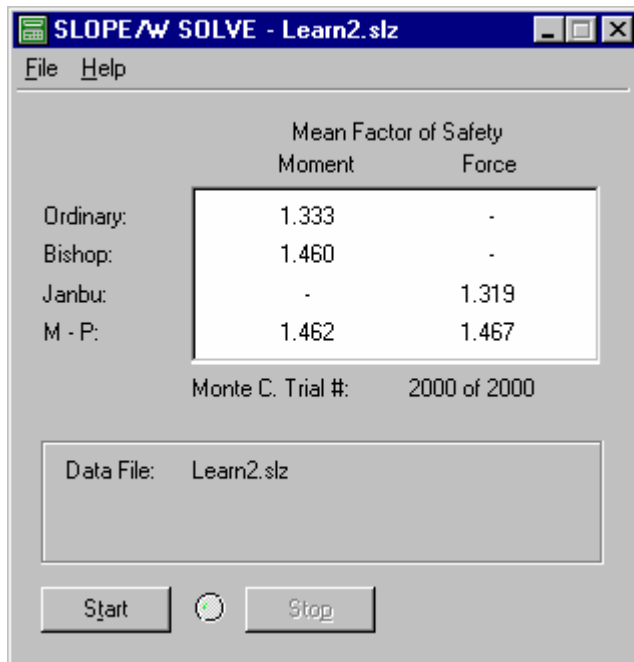 SLOPE/W SOLVE - Learn2.slz
File Help
Mean Factor of Safety
Moment Force
Ordinary: 1.333 -
Bishop: 1.460 -
Janbu: - 1.319
M - P: 1.462 1.467
Monte C. Trial #: 2000 of 2000
Data File: Learn2.slz
Start Stop